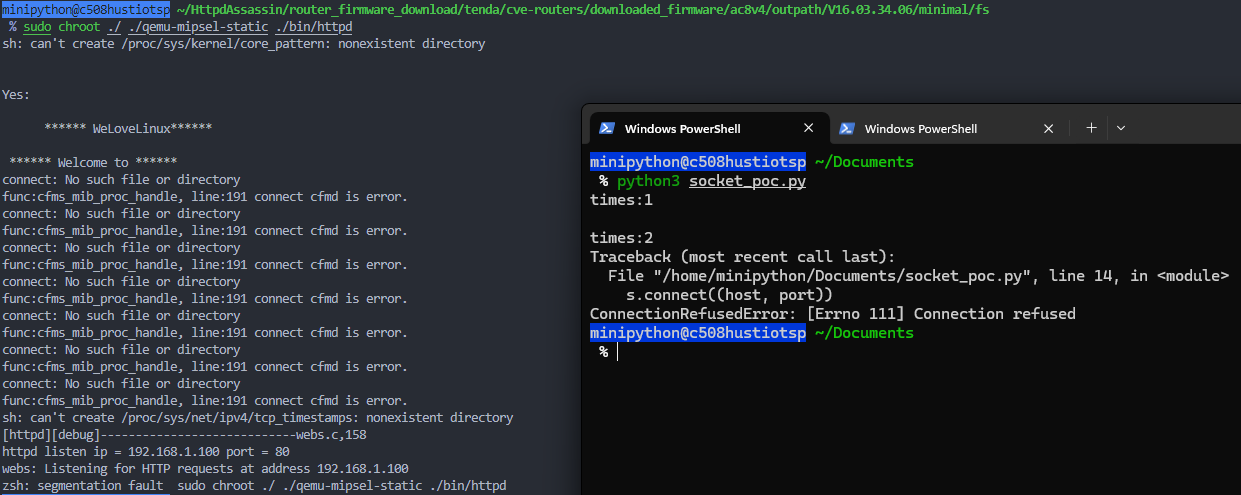 minipython@c508hustiotsp ~/HttpdAssassin/router_firmware_download/tenda/cve-routers/downloaded_firmware/ac8v4/outpath/V16.03.34.06/minimal/fs
% sudo chroot ./ ./qemu-mipsel-static ./bin/httpd
sh: can't create /proc/sys/kernel/core_pattern: nonexistent directory
Yes:
****** WeLoveLinux******
****** Welcome to ******
connect: No such file or directory
func:cfms_mib_proc_handle, line:191 connect cfmd is error.
connect: No such file or directory
func:cfms_mib_proc_handle, line:191 connect cfmd is error.
connect: No such file or directory
func:cfms_mib_proc_handle, line:191 connect cfmd is error.
connect: No such file or directory
func:cfms_mib_proc_handle, line:191 connect cfmd is error.
connect: No such file or directory
func:cfms_mib_proc_handle, line:191 connect cfmd is error.
connect: No such file or directory
func:cfms_mib_proc_handle, line:191 connect cfmd is error.
connect: No such file or directory
func:cfms_mib_proc_handle, line:191 connect cfmd is error.
sh: can't create /proc/sys/net/ipv4/tcp_timestamps: nonexistent directory
[httpd][debug]----------------------------webs.c,158
httpd listen ip = 192.168.1.100 port = 80
webs: Listening for HTTP requests at address 192.168.1.100
zsh: segmentation fault  sudo chroot ./ ./qemu-mipsel-static ./bin/httpd
Windows PowerShell
Windows PowerShell
minipython@c508hustiotsp ~/Documents
% python3 socket_poc.py
times:1
times:2
Traceback (most recent call last):
File "/home/minipython/Documents/socket_poc.py", line 14, in <module>
s.connect((host, port))
ConnectionRefusedError: [Errno 111] Connection refused
minipython@c508hustiotsp ~/Documents
%